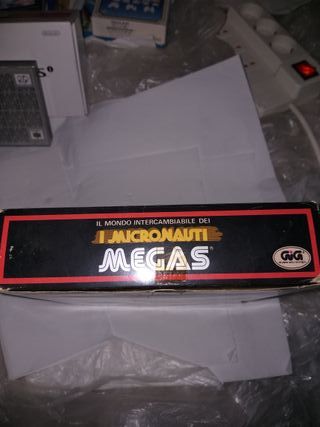 IL MONDO INTERCAMBIABILE DEI
I MICRONAUTI
MEGAS
GiG